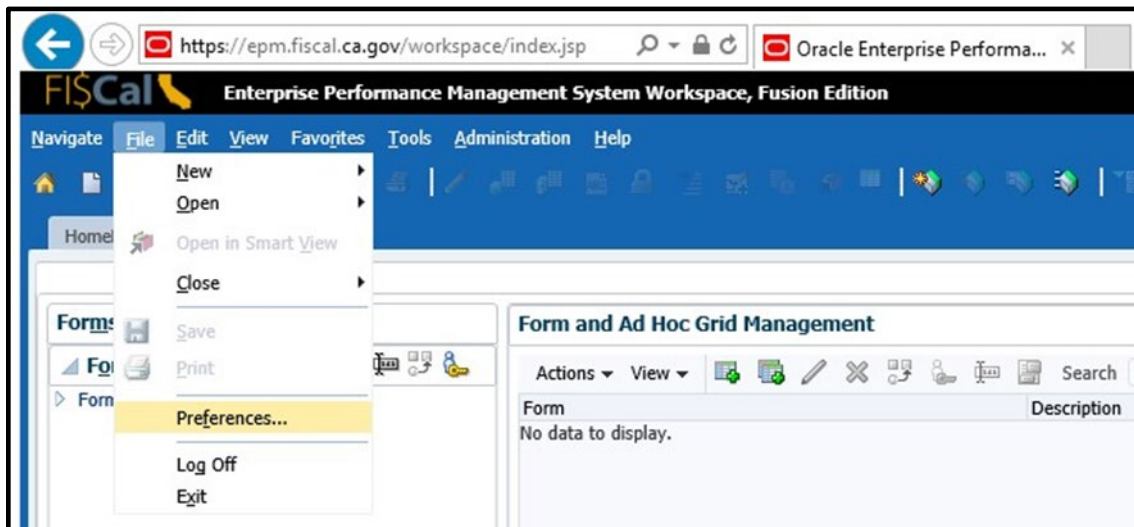 https://epm.fiscal.ca.gov/workspace/index.jsp
Oracle Enterprise Performa...
FI$Cal
Enterprise Performance Management System Workspace, Fusion Edition
Navigate File Edit View Favorites Tools Administration Help
New
Open
Open in Smart View
Close
Save
Print
Preferences...
Log Off
Exit
Form and Ad Hoc Grid Management
Actions View Search
Form Description
No data to display.